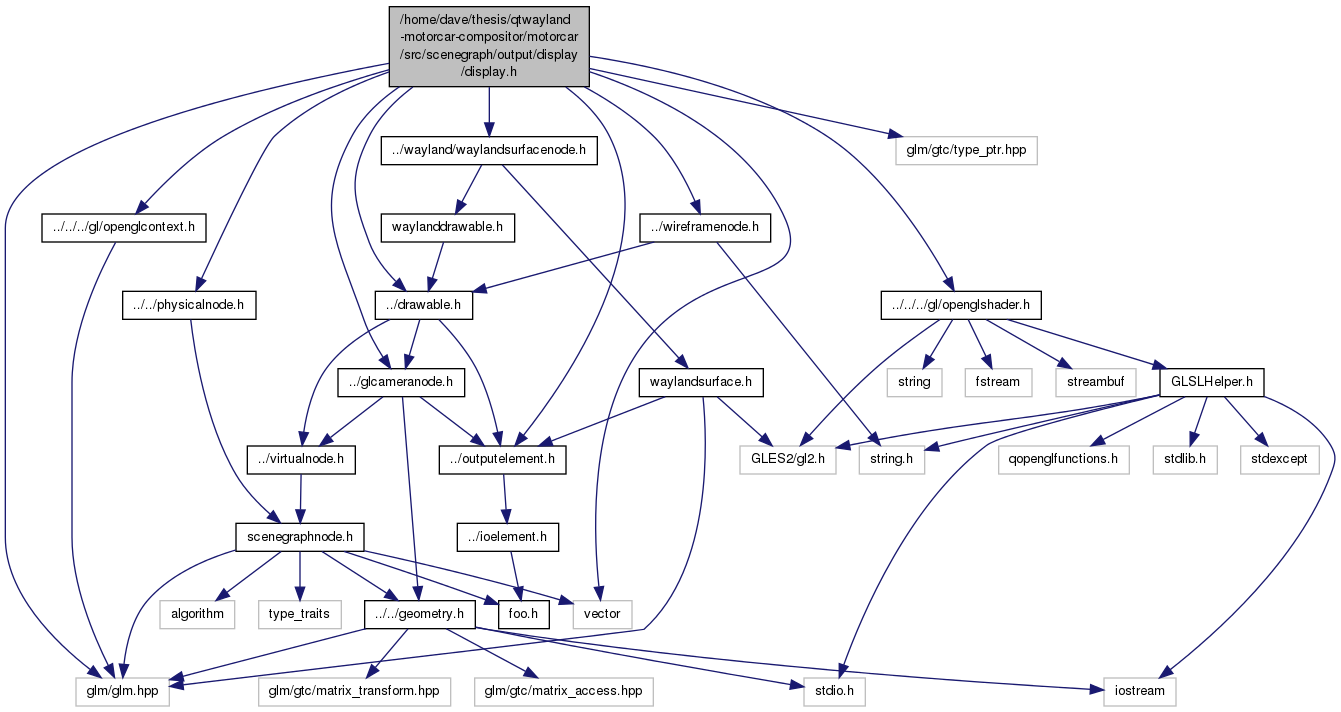 /home/dave/thesis/qtwayland
-motorcar-compositor/motorcar
/src/scenegraph/output/display
/display.h
../wayland/waylandsurfacenode.h
glm/gtc/type_ptr.hpp
../../../gl/openglcontext.h
waylanddrawable.h
../wireframenode.h
../../physicalnode.h
../drawable.h
../../../gl/openglshader.h
../glcameranode.h
waylandsurface.h
string
fstream
streambuf
GLSLHelper.h
../virtualnode.h
../outputelement.h
GLES2/gl2.h
string.h
qopenglfunctions.h
stdlib.h
stdexcept
scenegraphnode.h
../ioelement.h
algorithm
type_traits
../../geometry.h
foo.h
vector
glm/glm.hpp
glm/gtc/matrix_transform.hpp
glm/gtc/matrix_access.hpp
stdio.h
iostream